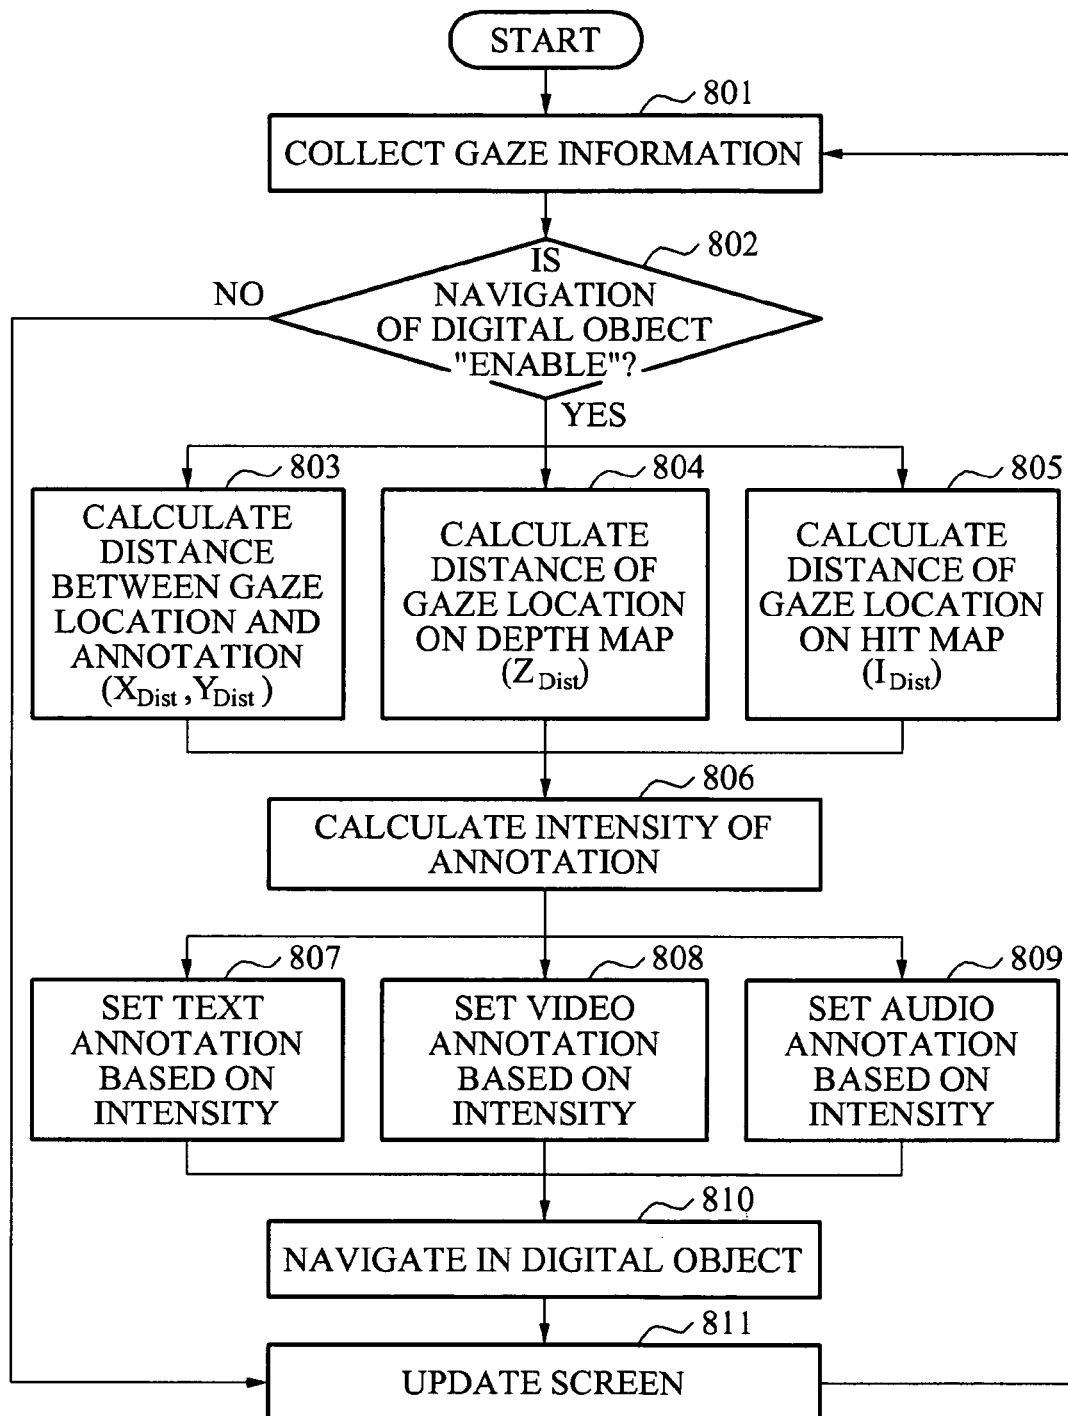 START
801
COLLECT GAZE INFORMATION
802
IS
NAVIGATION
OF DIGITAL OBJECT
"ENABLE"?
NO
YES
803
CALCULATE
DISTANCE
BETWEEN GAZE
LOCATION AND
ANNOTATION
(XDist, YDist)
804
CALCULATE
DISTANCE OF
GAZE LOCATION
ON DEPTH MAP
(ZDist)
805
CALCULATE
DISTANCE OF
GAZE LOCATION
ON HIT MAP
(IDist)
806
CALCULATE INTENSITY OF
ANNOTATION
807
SET TEXT
ANNOTATION
BASED ON
INTENSITY
808
SET VIDEO
ANNOTATION
BASED ON
INTENSITY
809
SET AUDIO
ANNOTATION
BASED ON
INTENSITY
810
NAVIGATE IN DIGITAL OBJECT
811
UPDATE SCREEN